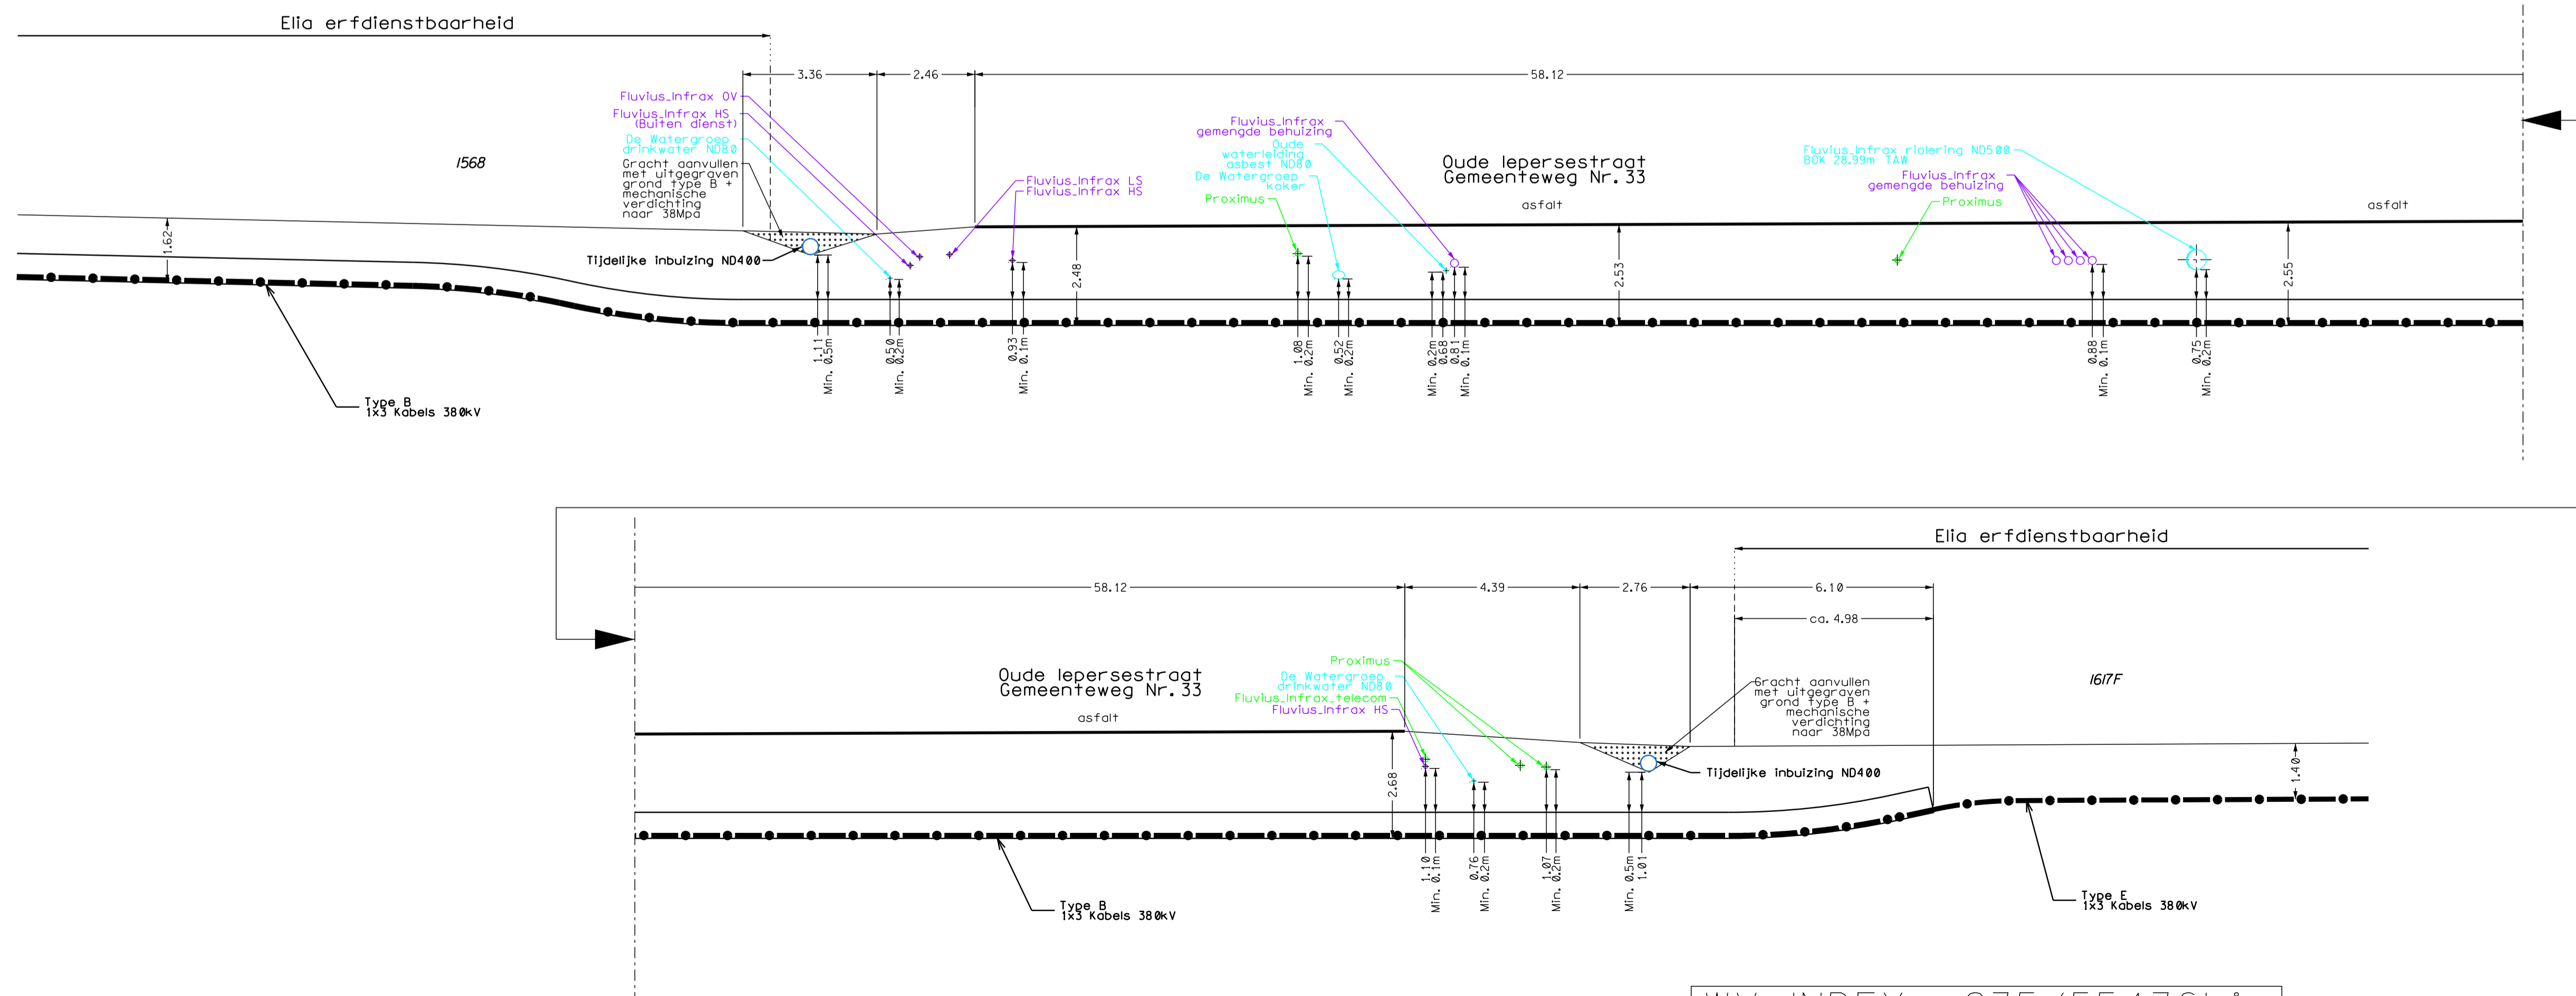 Elia erfdienstbaarheid
3.36
2.46
58.12
Fluvius_Infrax OV
Fluvius_Infrax HS
(Buiten dienst)
De Watergroep
drinkwater ND80
Gracht aanvullen
met uitgegraven
grond type B +
mechanische
verdichting
naar 38Mpa
1568
Tijdelijke inbuizing ND400
Fluvius_Infrax LS
Fluvius_Infrax HS
Fluvius_Infrax
gemengde behuizing
Oude
waterleiding
asbest ND80
De Watergroep
koker
Proximus
Oude Iepersestraat
Gemeenteweg Nr.33
asfalt
Fluvius_Infrax riolering ND500
BOK 28.99m TAW
Fluvius_Infrax
gemengde behuizing
Proximus
asfalt
1.62
2.48
2.53
2.55
1.11
Min. 0.5m
0.50
Min. 0.2m
0.93
Min. 0.1m
1.08
Min. 0.2m
0.52
Min. 0.2m
Min. 0.2m
0.68
0.81
Min. 0.1m
0.88
Min. 0.1m
0.75
Min. 0.2m
Type B
1x3 Kabels 380kV
Elia erfdienstbaarheid
58.12
4.39
2.76
6.10
ca. 4.98
Oude Iepersestraat
Gemeenteweg Nr.33
asfalt
Proximus
De Watergroep
drinkwater ND80
Fluvius_Infrax_telecom
Fluvius_Infrax HS
Gracht aanvullen
met uitgegraven
grond type B +
mechanische
verdichting
naar 38Mpa
1617F
Tijdelijke inbuizing ND400
2.68
1.40
1.10
Min. 0.1m
0.76
Min. 0.2m
1.07
Min. 0.2m
Min. 0.5m
1.01
Type B
1x3 Kabels 380kV
Type E
1x3 Kabels 380kV